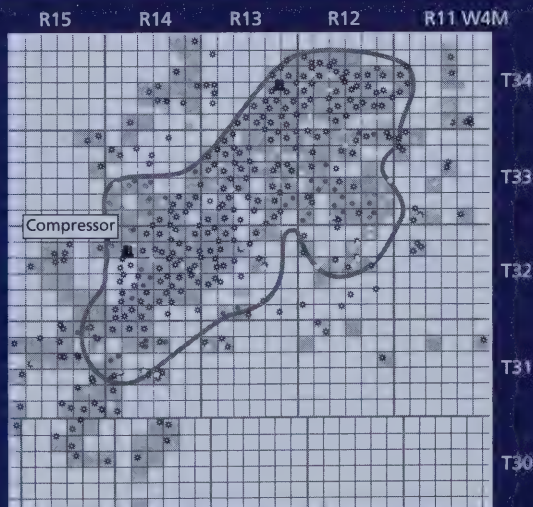 R15 R14 R13 R12 R11 W4M
T34
T33
Compressor
T32
T31
T30